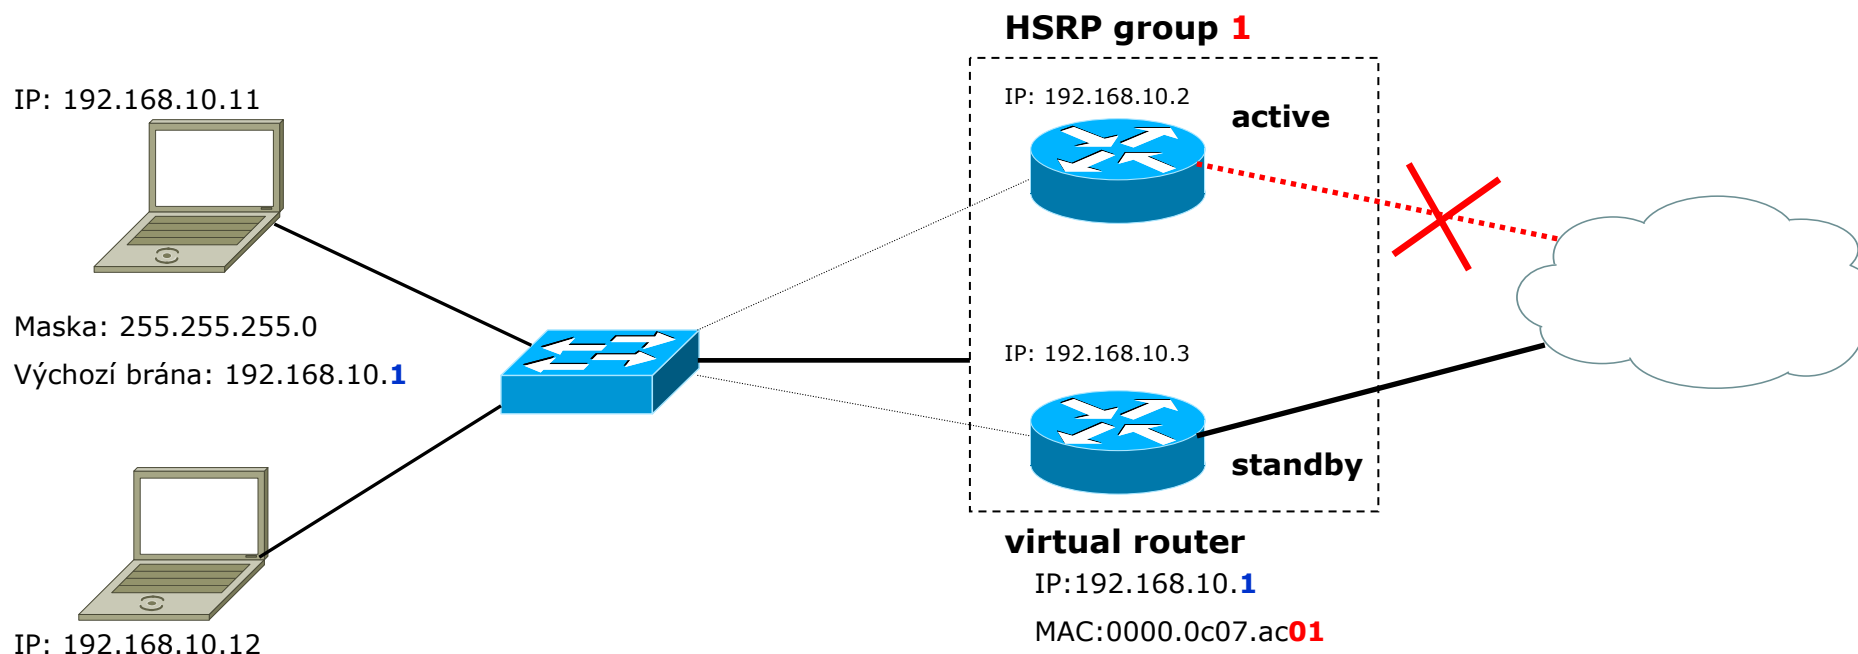 HSRP group 1
IP: 192.168.10.11
IP: 192.168.10.2
active
Maska: 255.255.255.0
Výchozí brána: 192.168.10.1
IP: 192.168.10.3
standby
virtual router
IP:192.168.10.1
MAC:0000.0c07.ac01
IP: 192.168.10.12